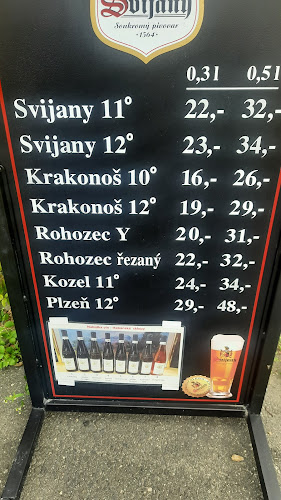 Svijany
Soukromý pivovar
·1564·
0,3l 0,5l
Svijany 11° 22,- 32,-
Svijany 12° 23,- 34,-
Krakonoš 10° 16,- 26,-
Krakonoš 12° 19,- 29,-
Rohozec Y 20,- 31,-
Rohozec řezaný 22,- 32,-
Kozel 11° 24,- 34,-
Plzeň 12° 29,- 48,-